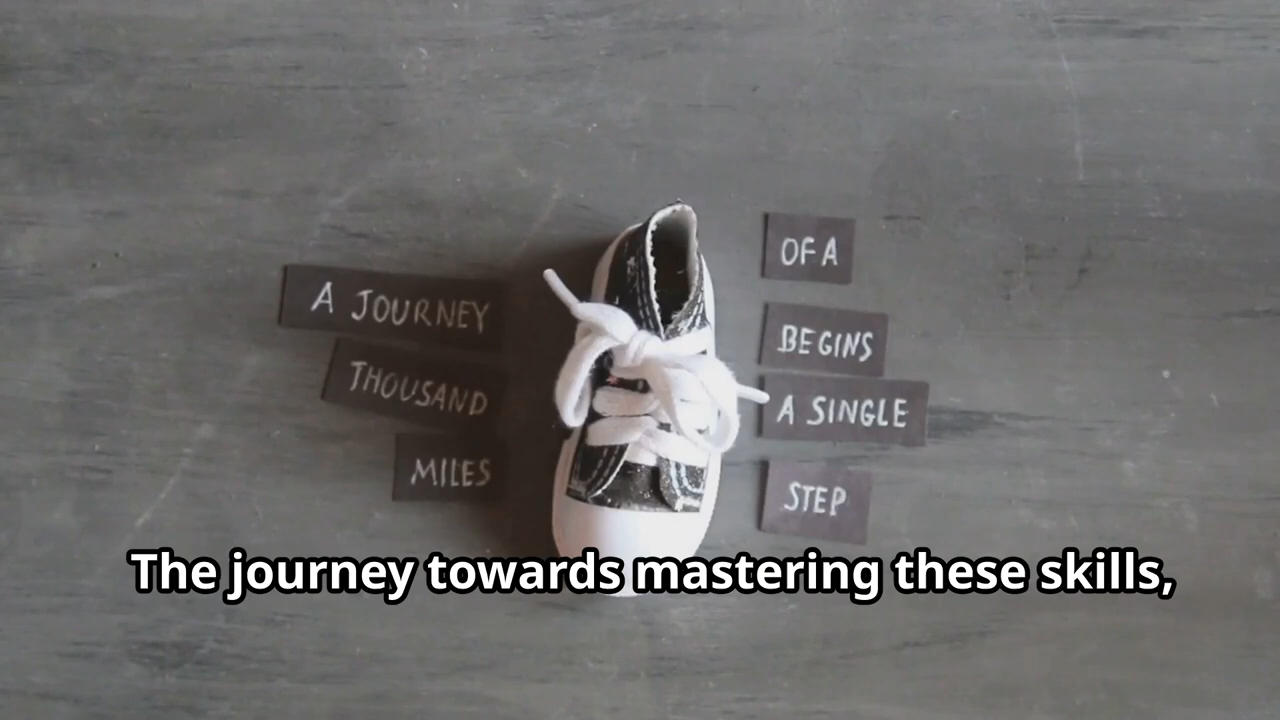 A JOURNEY
OF A
THOUSAND
MILES
BEGINS
A SINGLE
STEP
The journey towards mastering these skills,